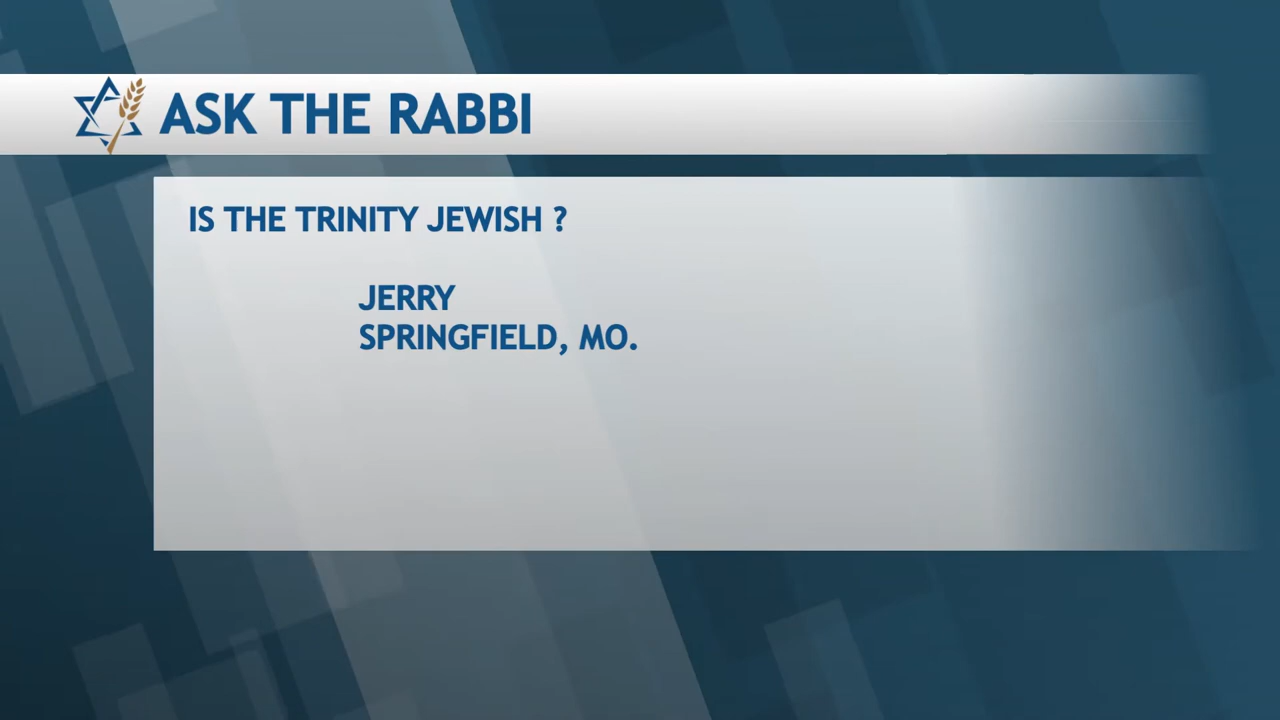 ASK THE RABBI
IS THE TRINITY JEWISH ?
JERRY
SPRINGFIELD, MO.